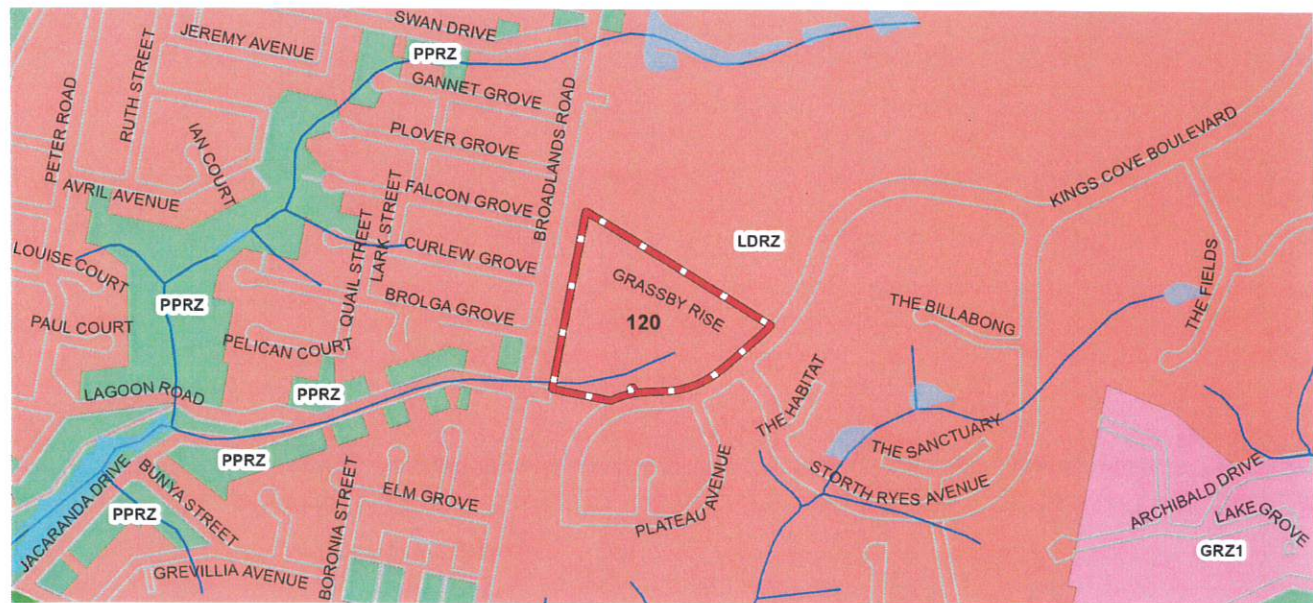 SWAN DRIVE
JEREMY AVENUE
PPRZ
GANNET GROVE
RUTH STREET
PETER ROAD
IAN COURT
PLOVER GROVE
BROADLANDS ROAD
KINGS COVE BOULEVARD
AVRIL AVENUE
FALCON GROVE
LARK STREET
QUAIL STREET
CURLEW GROVE
LDRZ
LOUISE COURT
THE FIELDS
PPRZ
BROLGA GROVE
GRASSBY RISE
120
THE BILLABONG
PAUL COURT
PELICAN COURT
LAGOON ROAD
PPRZ
THE HABITAT
THE SANCTUARY
PPRZ
BUNYA STREET
JACARANDA DRIVE
PPRZ
ELM GROVE
BORONIA STREET
PLATEAU AVENUE
STORTH RYES AVENUE
ARCHIBALD DRIVE
LAKE GROVE
GRZ1
GREVILLIA AVENUE